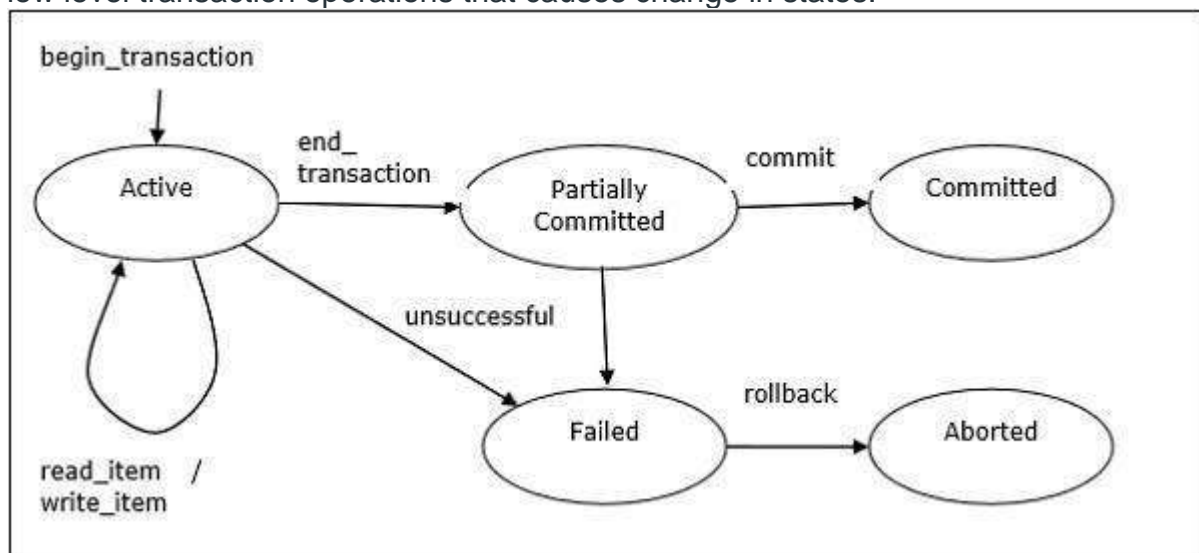 low-level transaction operations that causes change in states.
begin_transaction
Active
end_
transaction
Partially
Committed
commit
Committed
unsuccessful
read_item /
write_item
Failed
rollback
Aborted